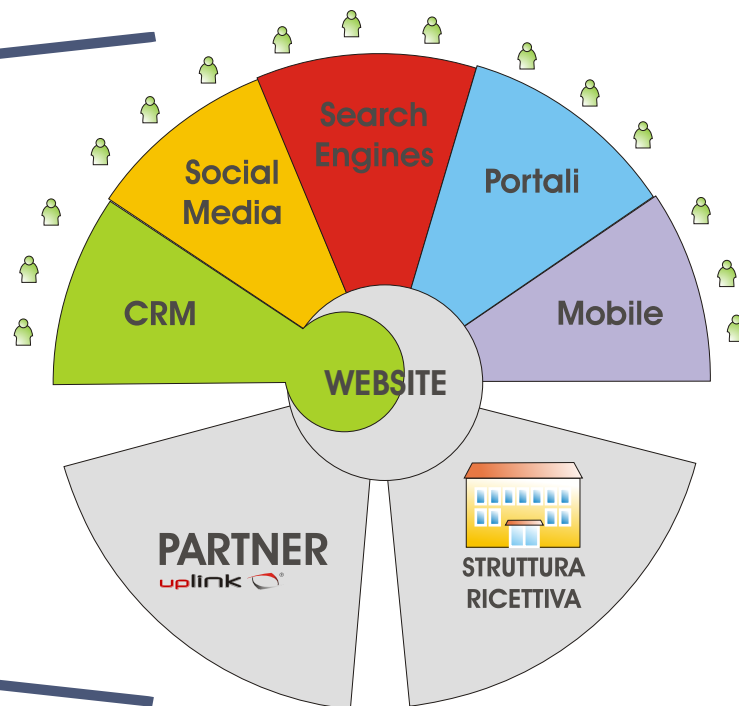 Search
Engines
Social
Media
Portali
CRM
Mobile
WEBSITE
PARTNER
uplink®
STRUTTURA
RICETTIVA